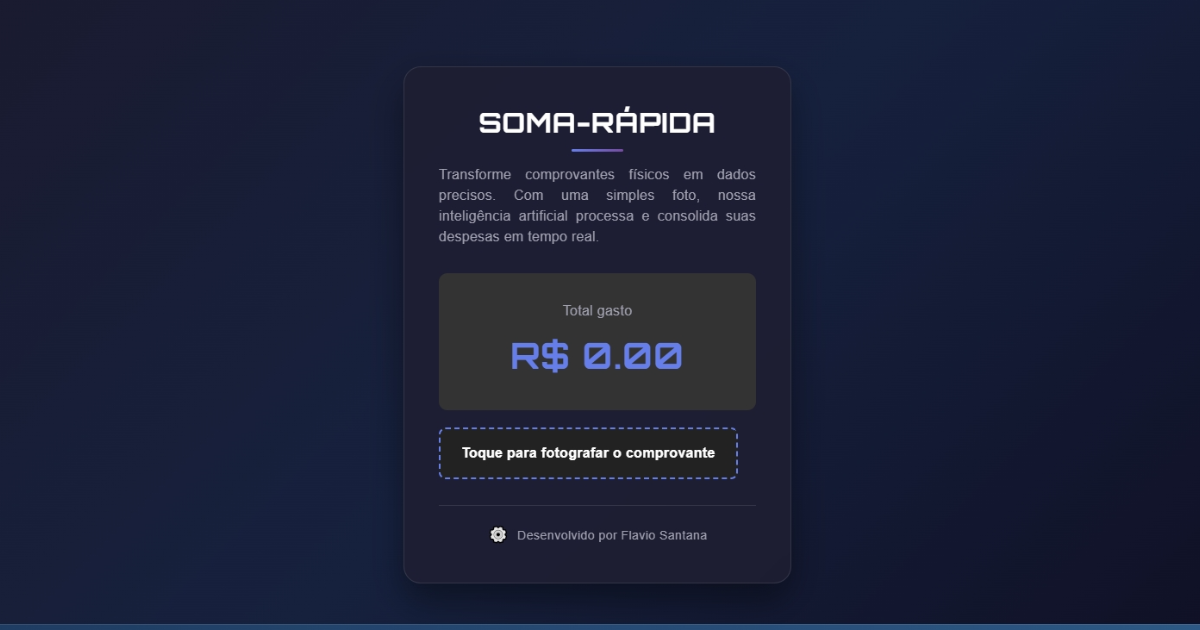 SOMA-RÁPIDA
Transforme comprovantes físicos em dados
precisos. Com uma simples foto, nossa
inteligência artificial processa e consolida suas
despesas em tempo real.
Total gasto
R$ 0.00
Toque para fotografar o comprovante
Desenvolvido por Flavio Santana